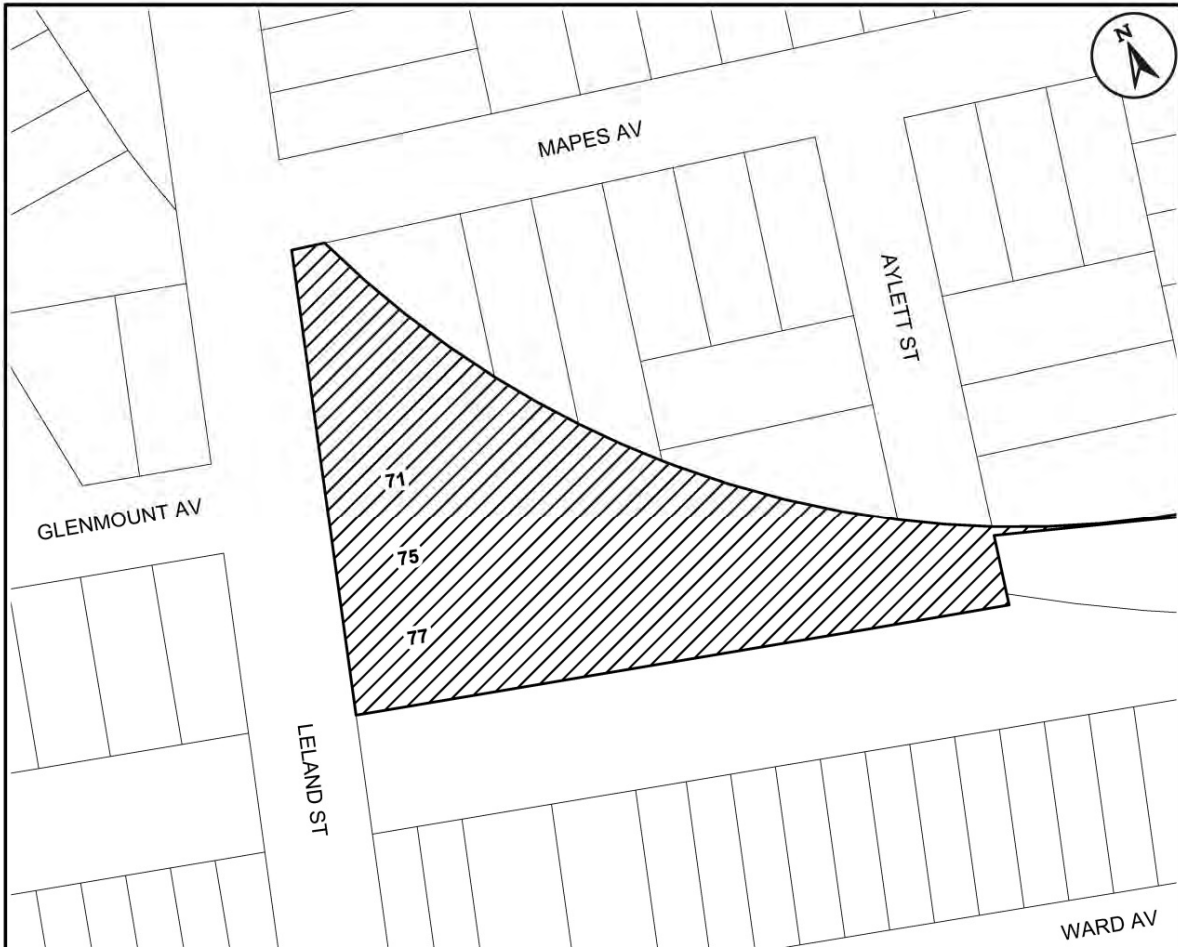 N
MAPES AV
AYLETT ST
71
GLENMOUNT AV
75
77
LELAND ST
WARD AV